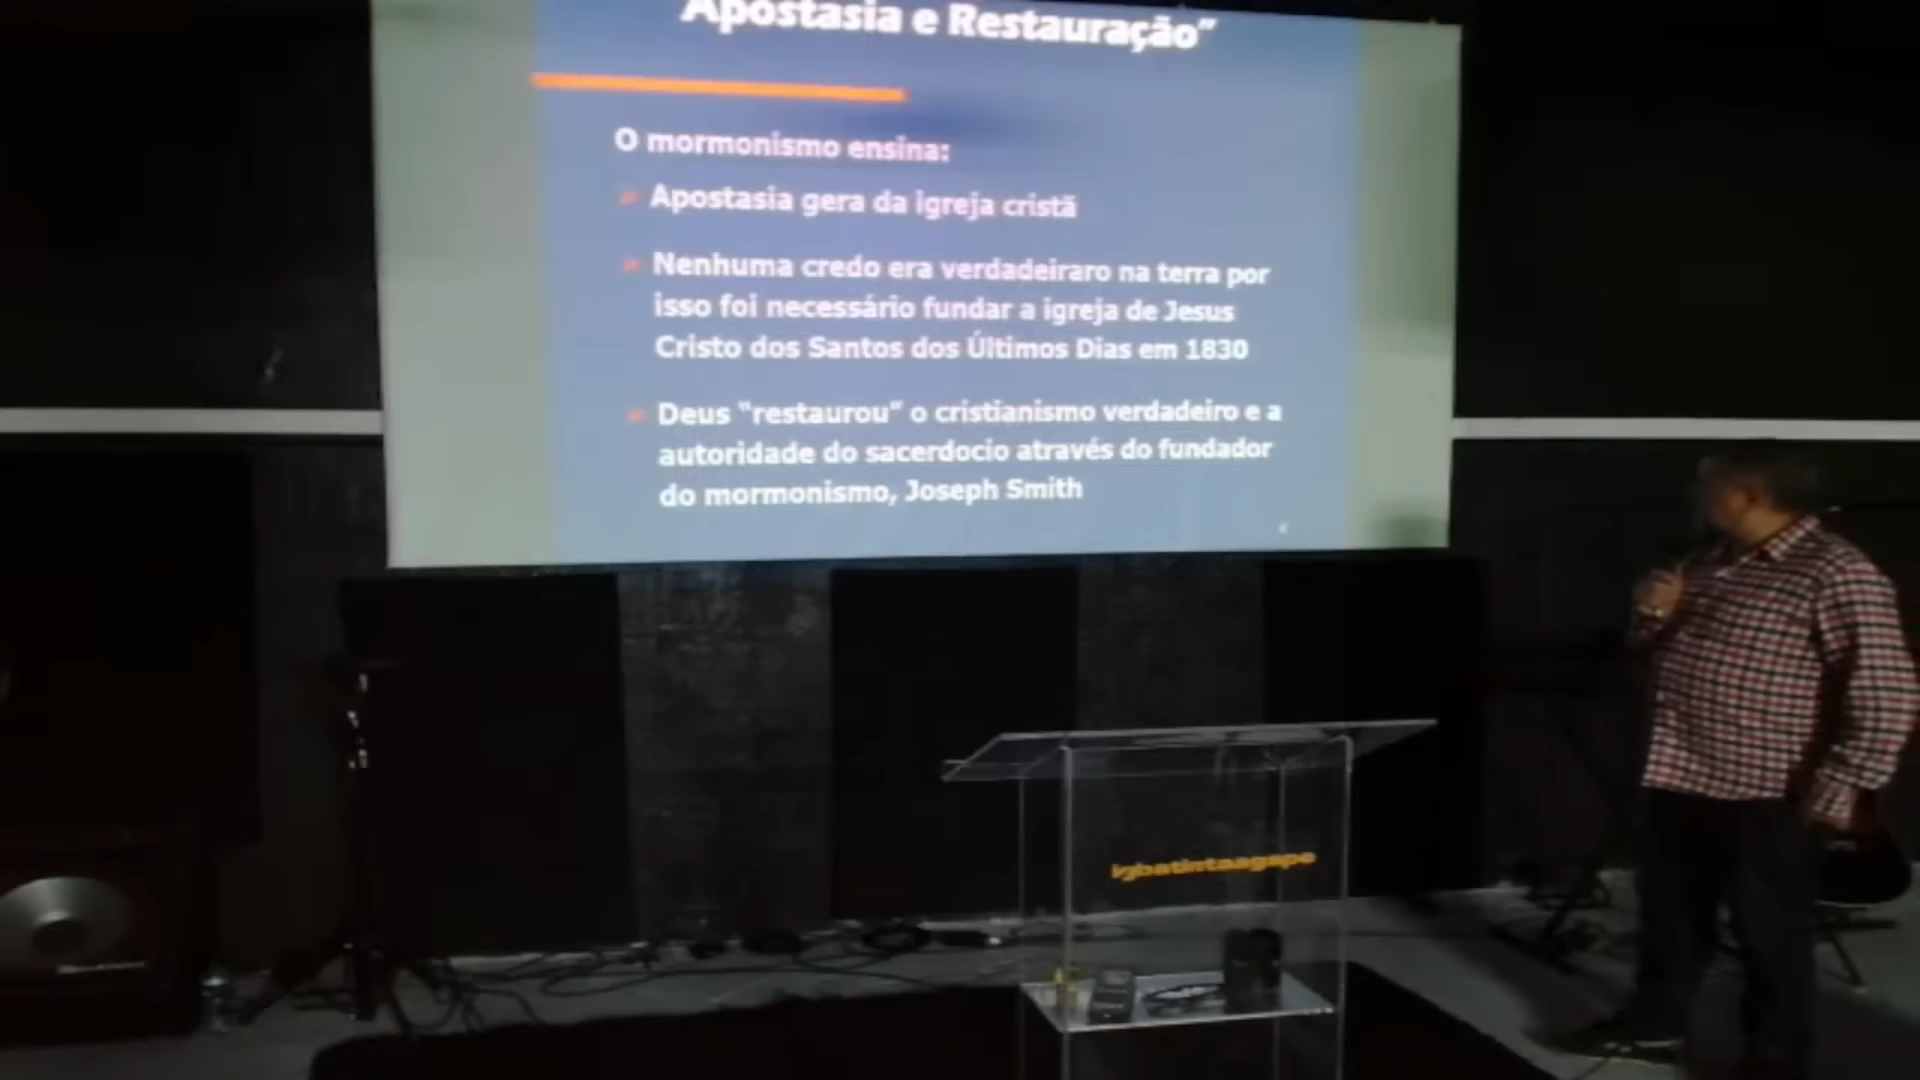 Apostasia e Restauração”
O mormonismo ensina:
Apostasia gera da igreja cristã
Nenhuma credo era verdadeiraro na terra por
isso foi necessário fundar a igreja de Jesus
Cristo dos Santos dos Últimos Dias em 1830
Deus "restaurou" o cristianismo verdadeiro e a
autoridade do sacerdocio através do fundador
do mormonismo, Joseph Smith
igbatistaagape